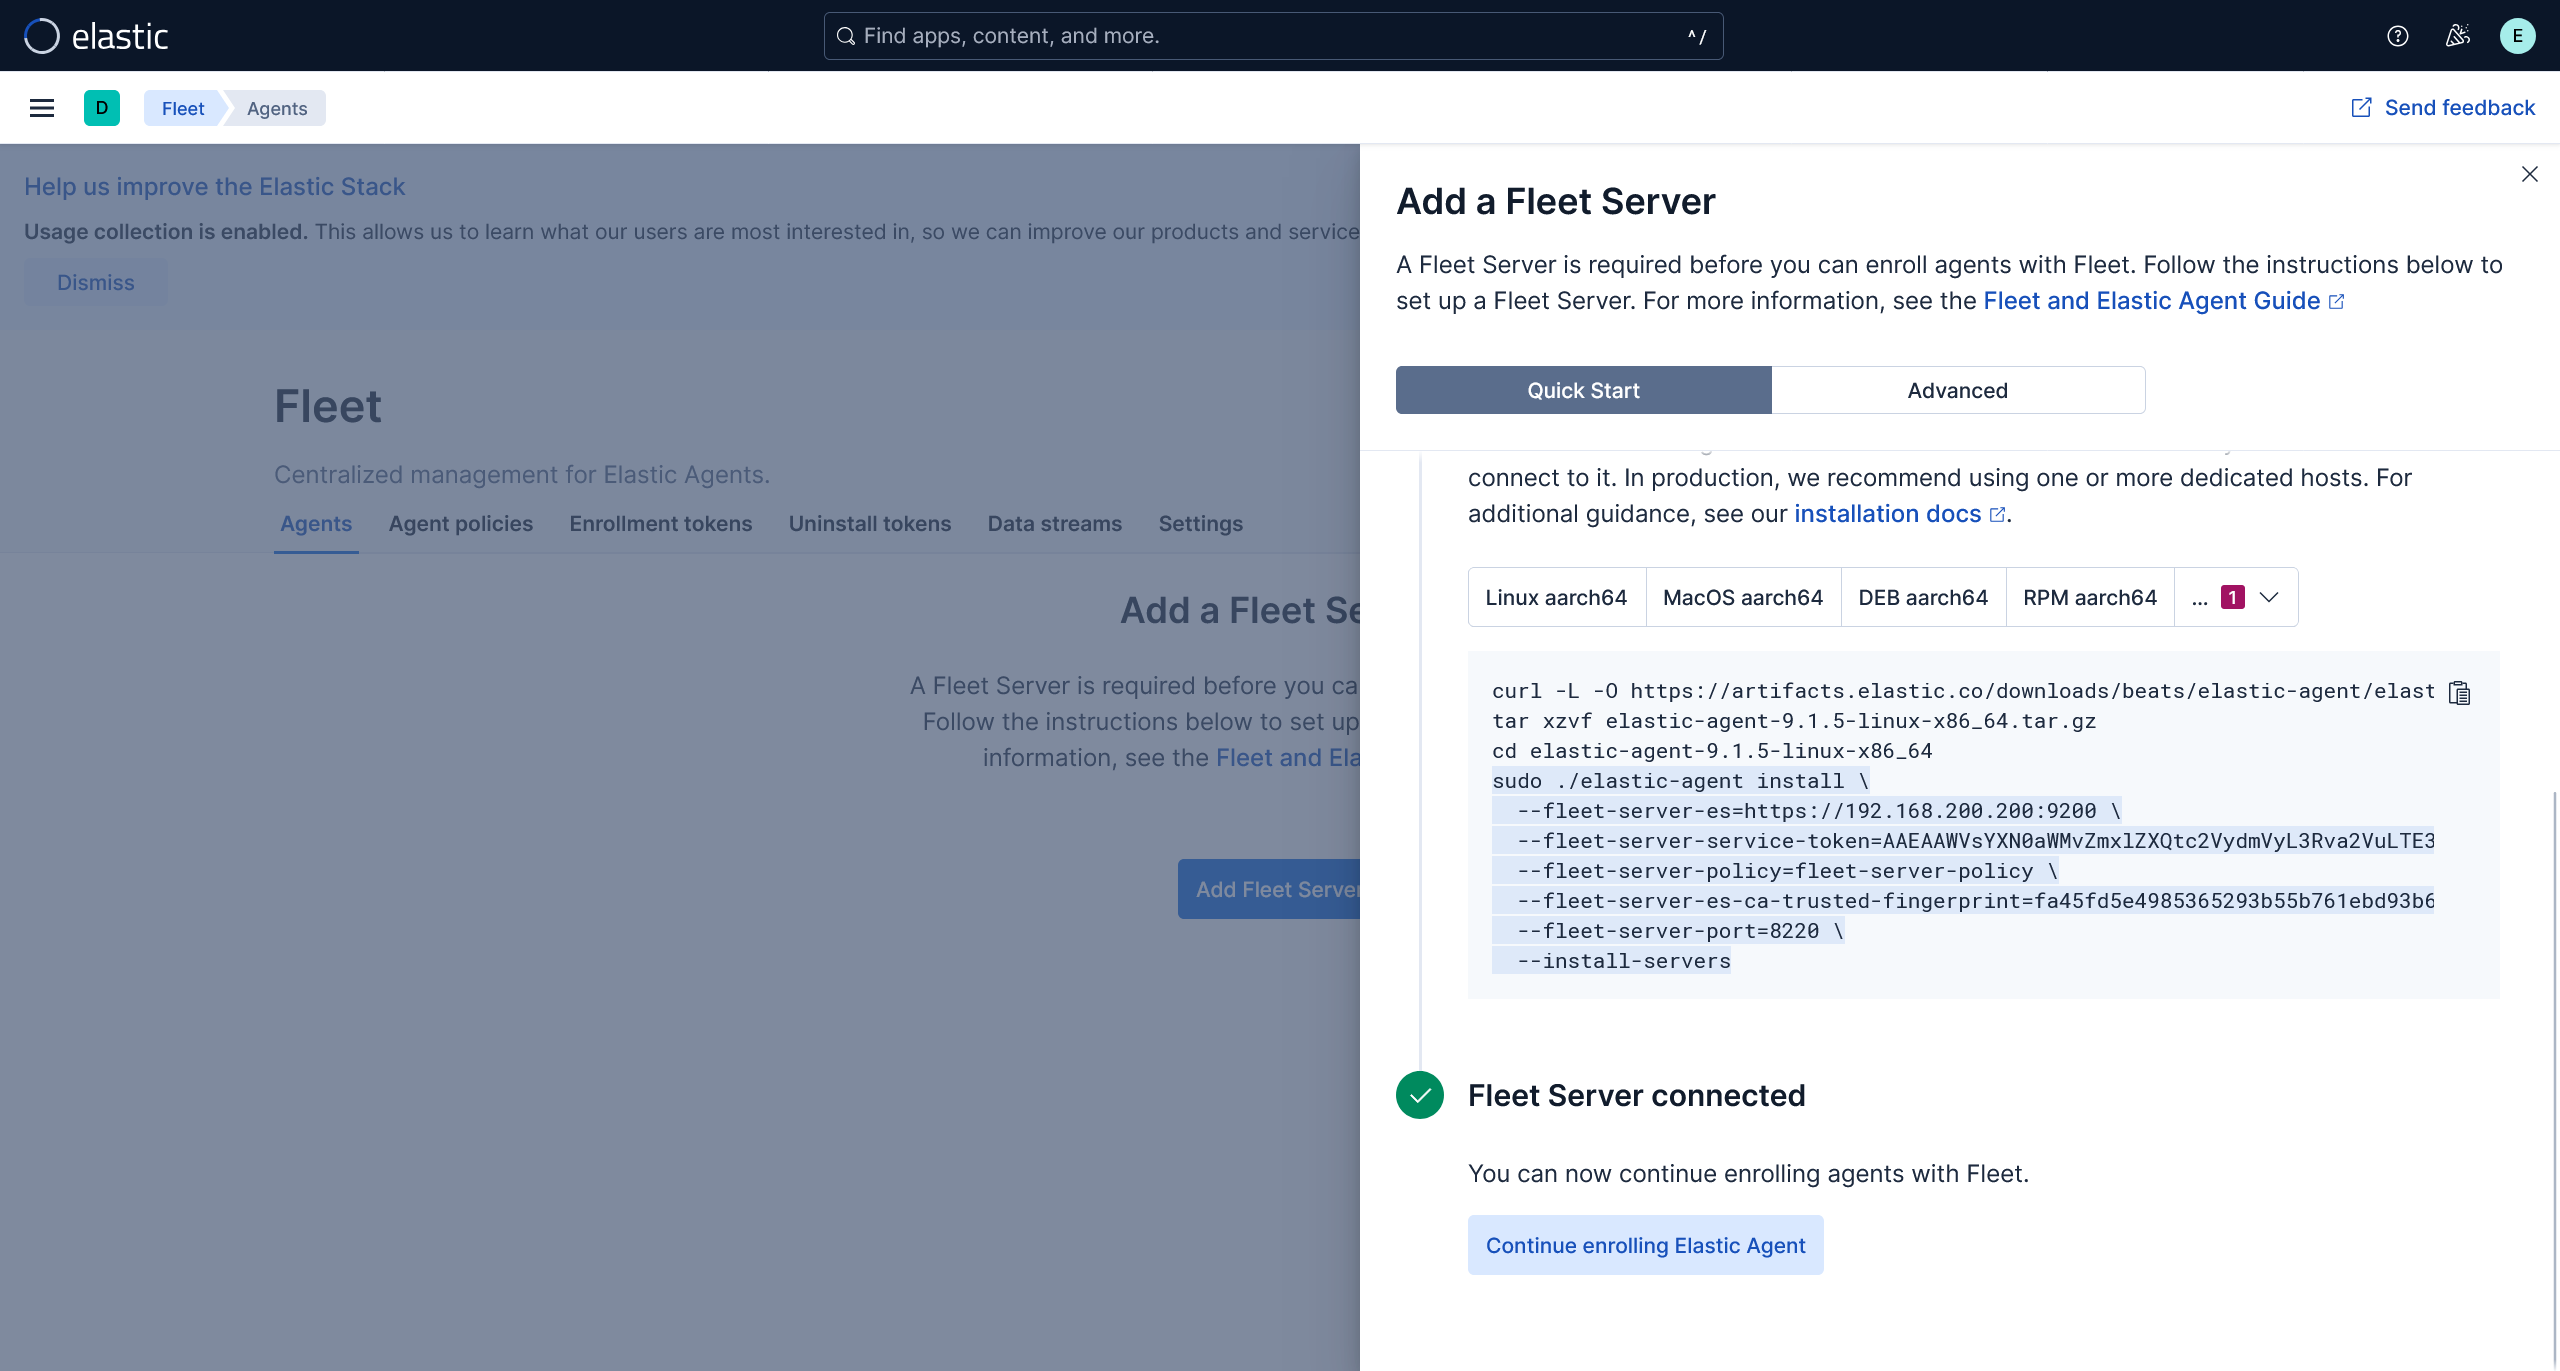 elastic
Find apps, content, and more.
^/
E
D
Fleet
Agents
Send feedback
Help us improve the Elastic Stack
Usage collection is enabled. This allows us to learn what our users are most interested in, so we can improve our products and service
Dismiss
Fleet
Centralized management for Elastic Agents.
Agents
Agent policies
Enrollment tokens
Uninstall tokens
Data streams
Settings
Add a Fleet Se
A Fleet Server is required before you ca
Follow the instructions below to set up
information, see the Fleet and Ela
Add Fleet Server
Add a Fleet Server
A Fleet Server is required before you can enroll agents with Fleet. Follow the instructions below to
set up a Fleet Server. For more information, see the Fleet and Elastic Agent Guide
Quick Start
Advanced
connect to it. In production, we recommend using one or more dedicated hosts. For
additional guidance, see our installation docs.
Linux aarch64
MacOS aarch64
DEB aarch64
RPM aarch64
... 1
curl -L -O https://artifacts.elastic.co/downloads/beats/elastic-agent/elast
tar xzvf elastic-agent-9.1.5-linux-x86_64.tar.gz
cd elastic-agent-9.1.5-linux-x86_64
sudo ./elastic-agent install \
--fleet-server-es=https://192.168.200.200:9200 \
--fleet-server-service-token=AAEAAWVsYXN0aWMvZmxlZXQtc2VydmVyL3Rva2VuLTE3
--fleet-server-policy=fleet-server-policy \
--fleet-server-es-ca-trusted-fingerprint=fa45fd5e4985365293b55b761ebd93b6
--fleet-server-port=8220 \
--install-servers
Fleet Server connected
You can now continue enrolling agents with Fleet.
Continue enrolling Elastic Agent